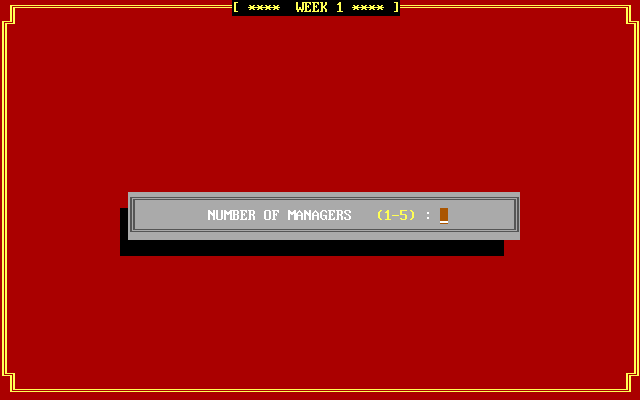 [ ****  WEEK 1 **** ]
NUMBER OF MANAGERS   (1-5) :